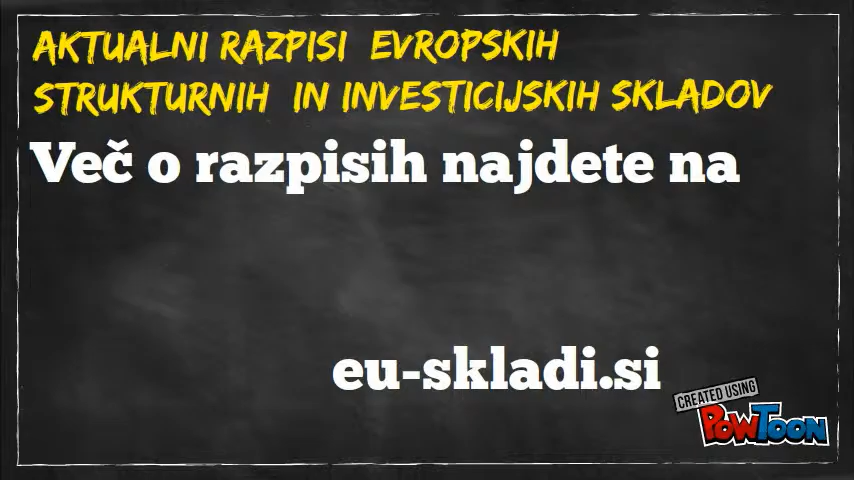 AKTUALNI RAZPISI EVROPSKIH
STRUKTURNIH IN INVESTICIJSKIH SKLADOV
Več o razpisih najdete na
eu-skladi.si
CREATED USING
POWTOON